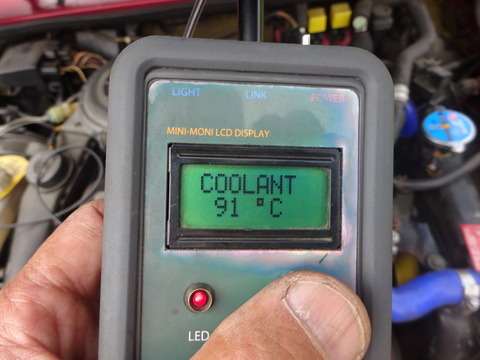 LIGHT LINK POWER
MINI-MONI LCD DISPLAY
COOLANT
91 °C
LED